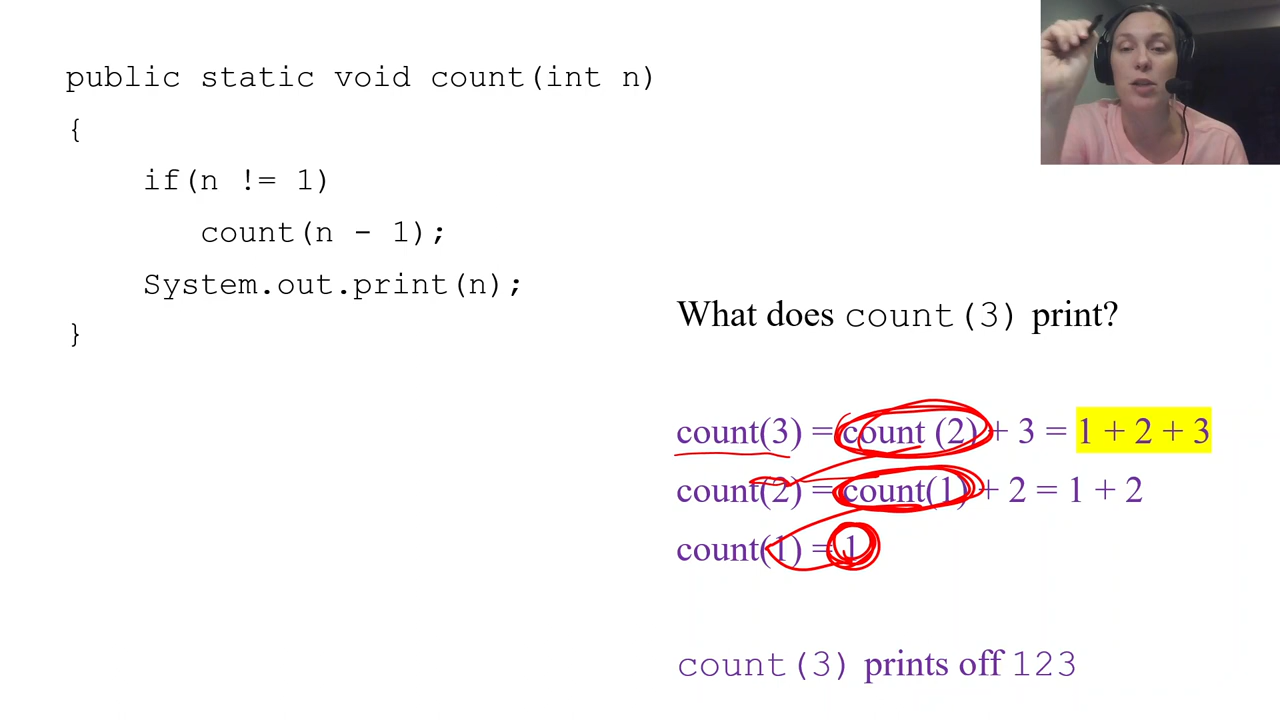 public static void count(int n)
{
if(n != 1)
count(n - 1);
System.out.print(n);
}
What does count(3) print?
count(3) = count (2) + 3 = 1 + 2 + 3
count(2) = count(1) + 2 = 1 + 2
count(1) = 1
count(3) prints off 123